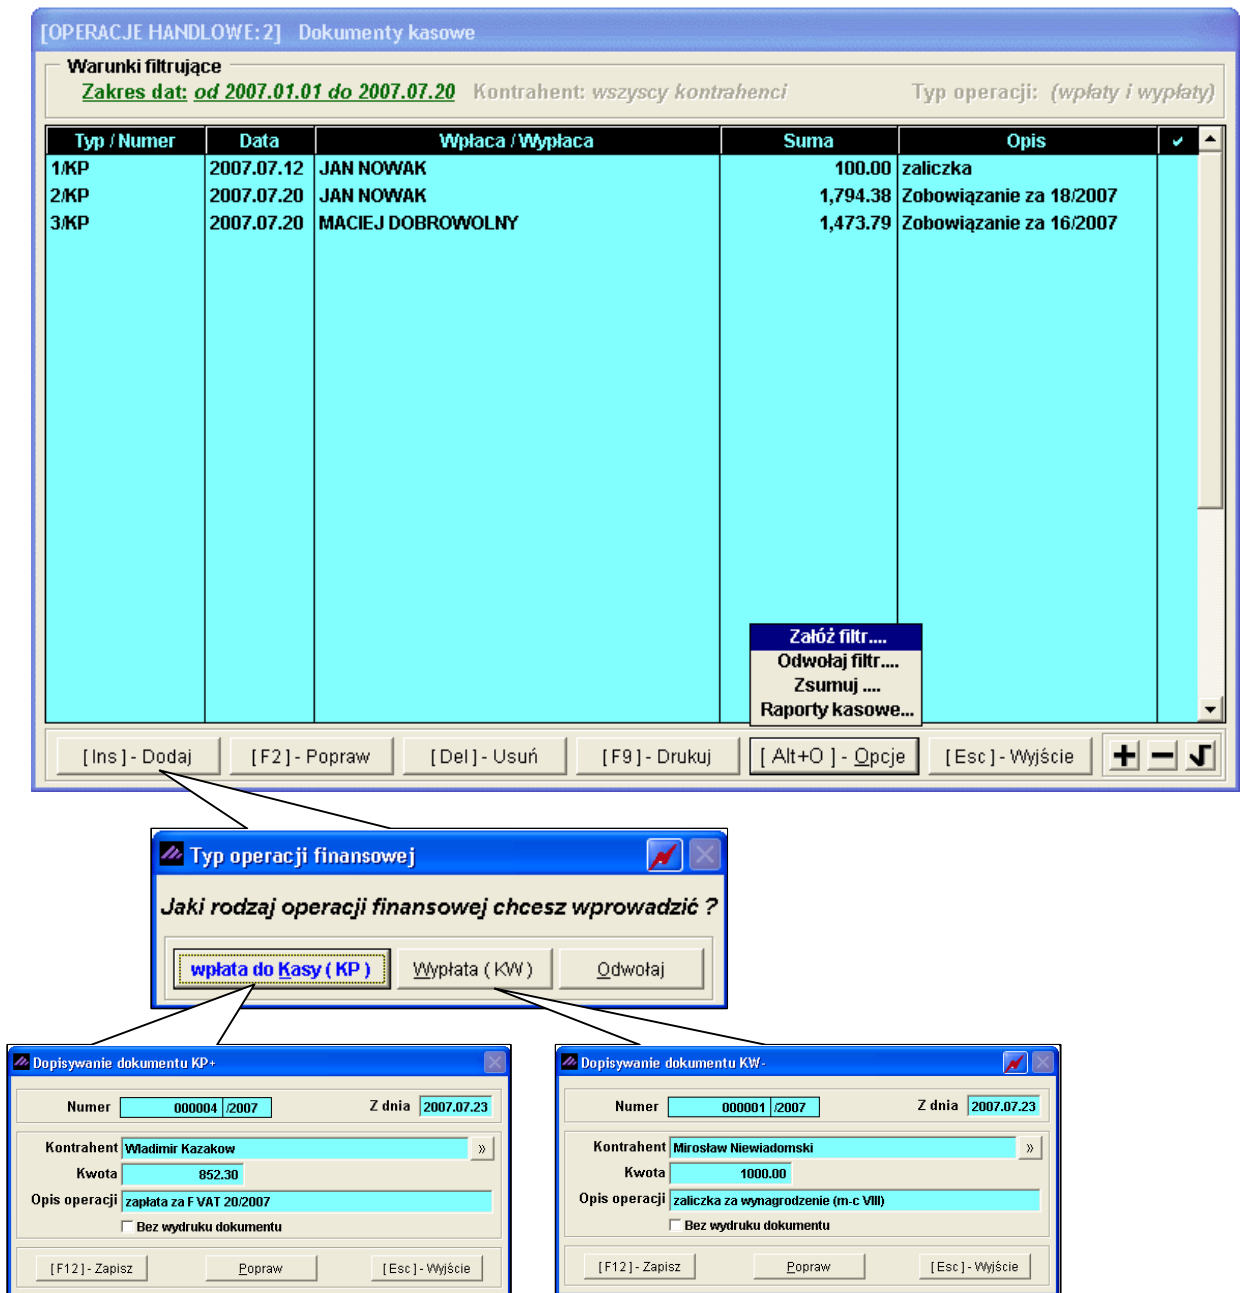 [OPERACJE HANDLOWE:2] Dokumenty kasowe
Warunki filtrujące
Zakres dat: od 2007.01.01 do 2007.07.20 Kontrahent: wszyscy kontrahenci Typ operacji: (wpłaty i wypłaty)
Typ / Numer Data Wpłaca / Wypłaca Suma Opis ✓
1/KP 2007.07.12 JAN NOWAK 100.00 zaliczka
2/KP 2007.07.20 JAN NOWAK 1,794.38 Zobowiązanie za 18/2007
3/KP 2007.07.20 MACIEJ DOBROWOLNY 1,473.79 Zobowiązanie za 16/2007
Załóż filtr....
Odwołaj filtr....
Zsumuj ....
Raporty kasowe...
[ Ins ] - Dodaj [ F2 ] - Popraw [ Del ] - Usuń [ F9 ] - Drukuj [ Alt+O ] - Opcje [ Esc ] - Wyjście
Typ operacji finansowej
Jaki rodzaj operacji finansowej chcesz wprowadzić ?
wpłata do Kasy ( KP ) Wypłata ( KW ) Odwołaj
Dopisywanie dokumentu KP+
Numer 000004 /2007 Z dnia 2007.07.23
Kontrahent Władimir Kazakow »
Kwota 852.30
Opis operacji zapłata za F VAT 20/2007
Bez wydruku dokumentu
[ F12 ] - Zapisz Popraw [ Esc ] - Wyjście
Dopisywanie dokumentu KW-
Numer 000001 /2007 Z dnia 2007.07.23
Kontrahent Mirosław Niewiadomski »
Kwota 1000.00
Opis operacji zaliczka za wynagrodzenie (m-c VIII)
Bez wydruku dokumentu
[ F12 ] - Zapisz Popraw [ Esc ] - Wyjście